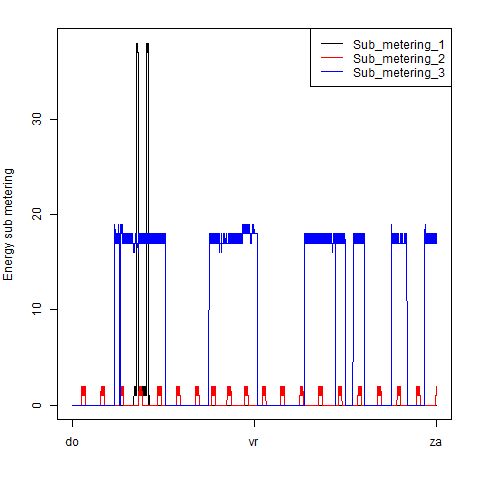 Sub_metering_1
Sub_metering_2
Sub_metering_3
Energy sub metering
30
20
10
0
do vr za